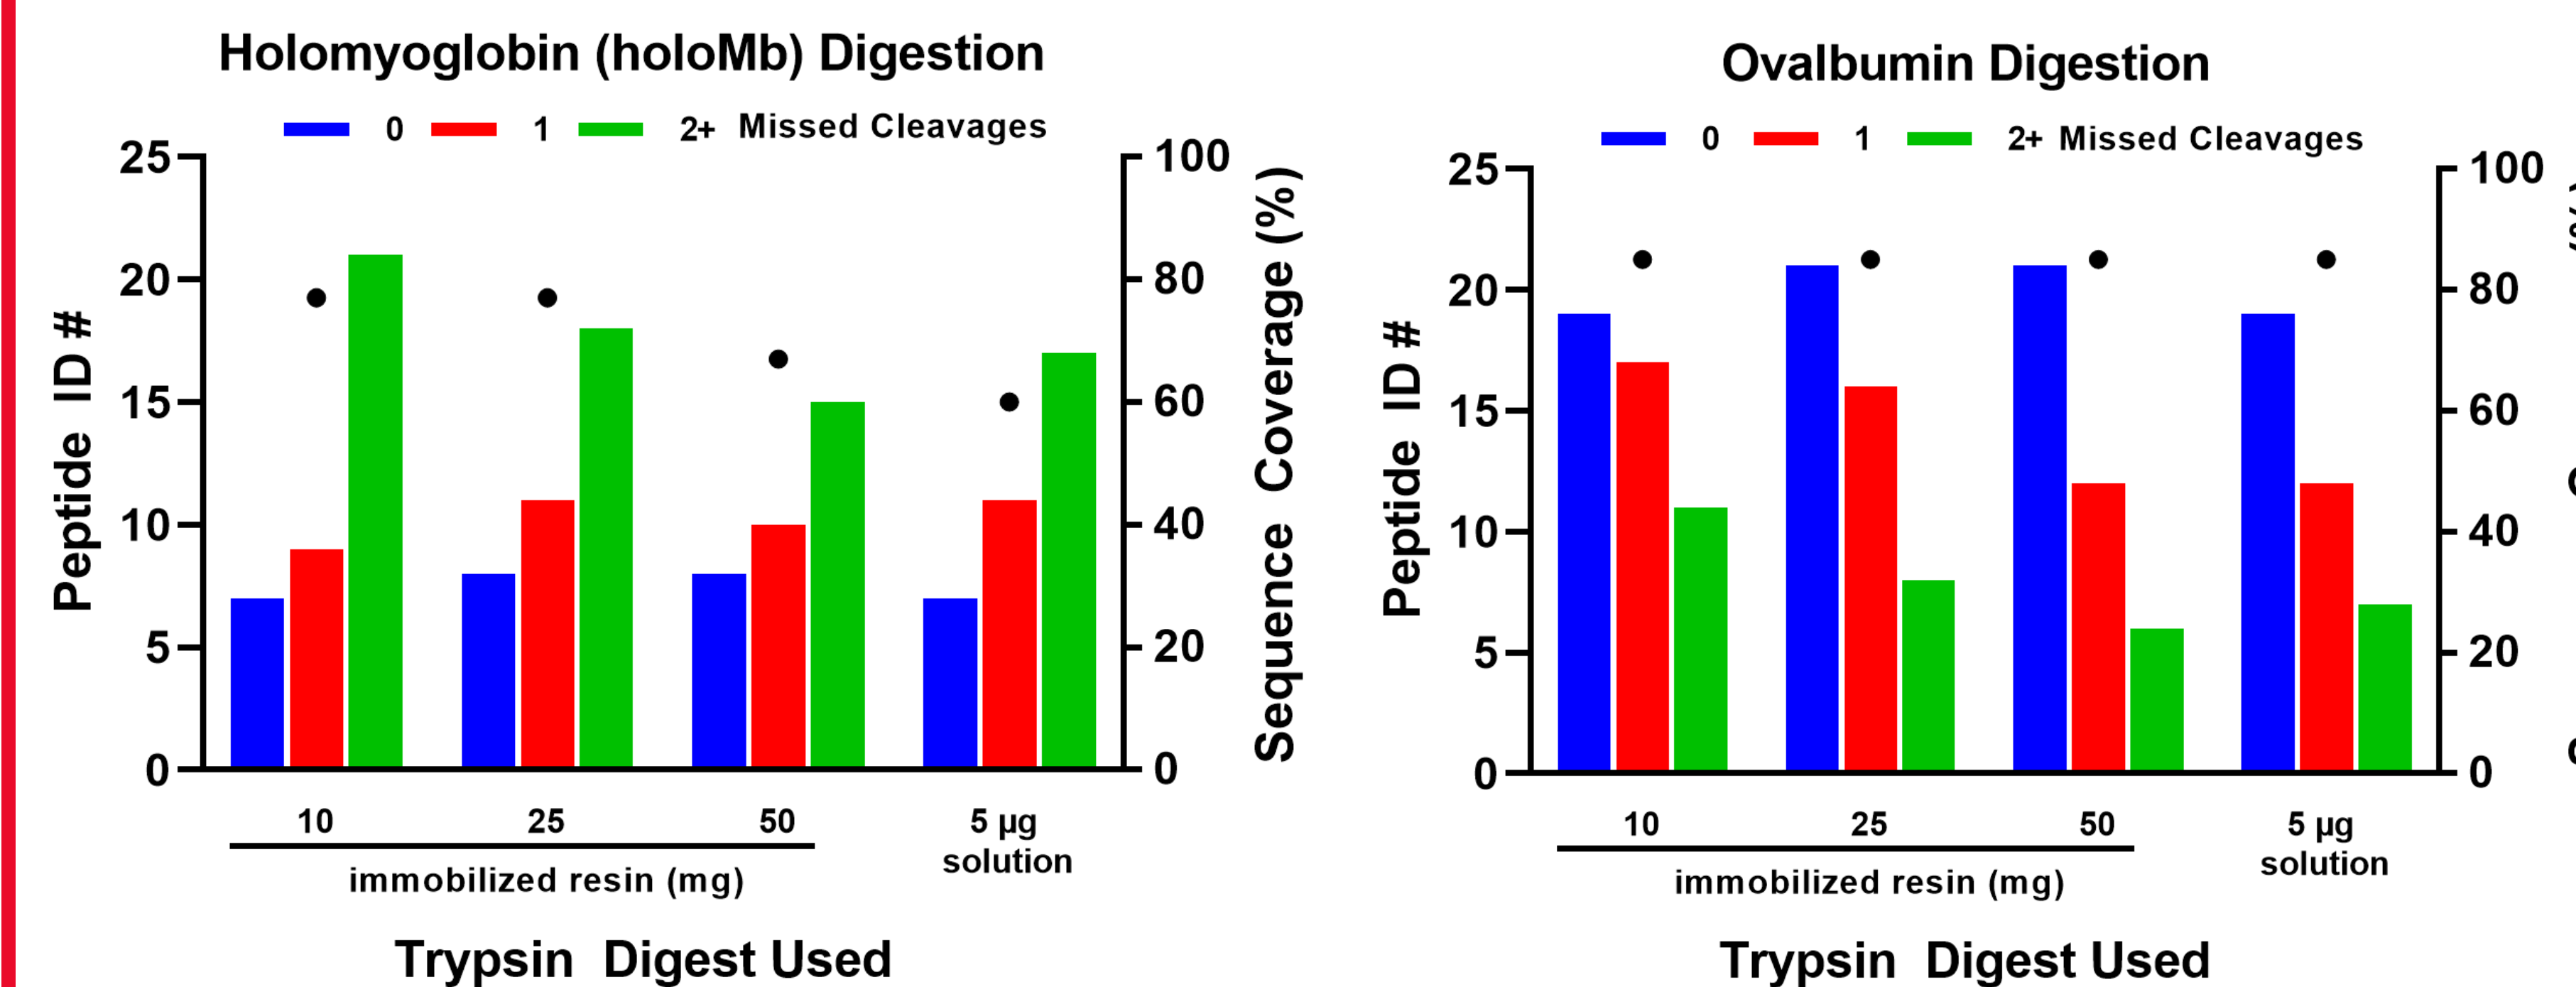 Holomyoglobin (holoMb) Digestion
0 1 2+ Missed Cleavages
25
20
15
10
5
0
Peptide ID #
100
80
60
40
20
0
Sequence Coverage (%)
10 25 50 5 µg
solution
immobilized resin (mg)
Trypsin Digest Used
Ovalbumin Digestion
0 1 2+ Missed Cleavages
25
20
15
10
5
0
Peptide ID #
100
80
60
40
20
0
10 25 50 5 µg
solution
immobilized resin (mg)
Trypsin Digest Used